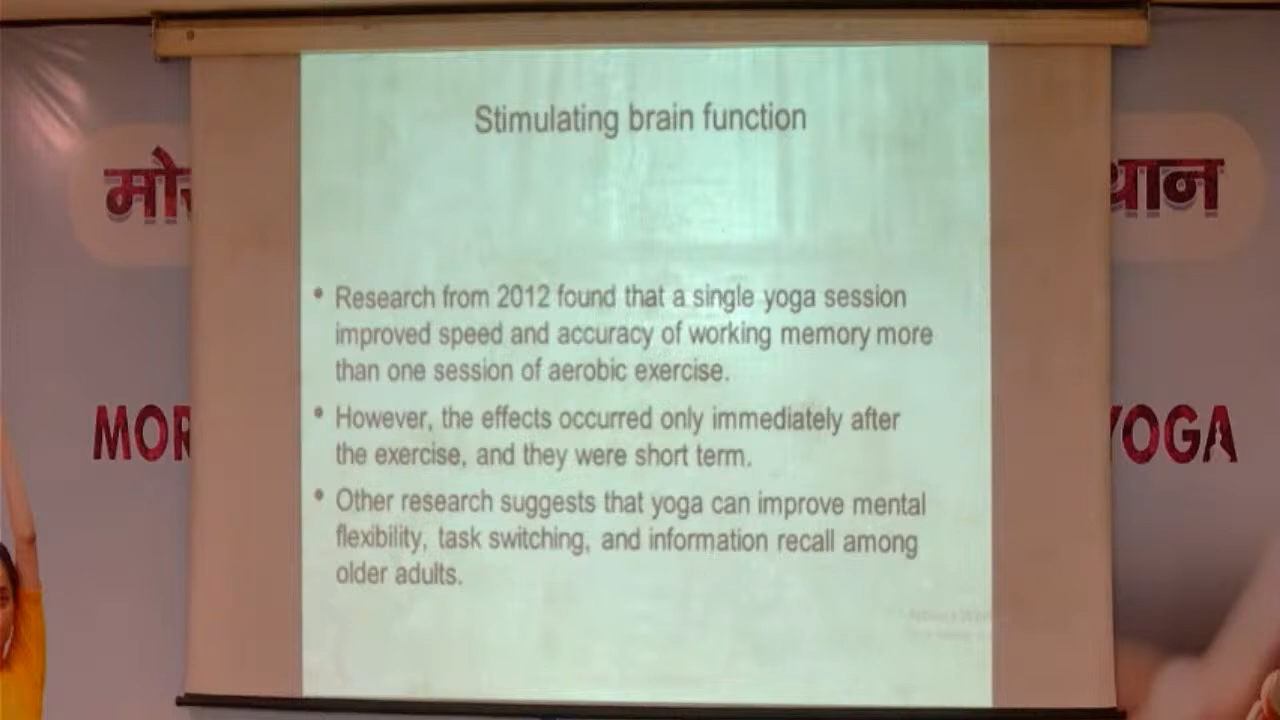 Stimulating brain function
मो
थान
• Research from 2012 found that a single yoga session
improved speed and accuracy of working memory more
than one session of aerobic exercise.
• However, the effects occurred only immediately after
the exercise, and they were short term.
MOR
YOGA
• Other research suggests that yoga can improve mental
flexibility, task switching, and information recall among
older adults.